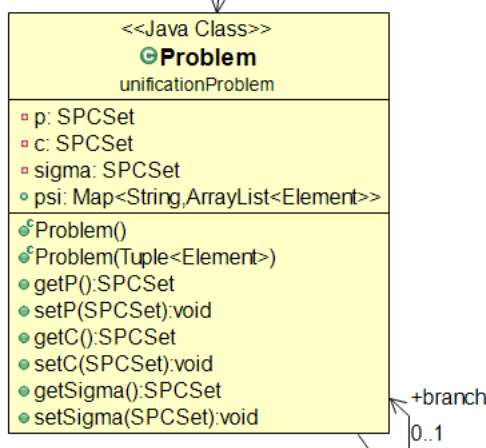 <<Java Class>>
Problem
unificationProblem
p: SPCSet
c: SPCSet
sigma: SPCSet
psi: Map<String,ArrayList<Element>>
Problem()
Problem(Tuple<Element>)
getP():SPCSet
setP(SPCSet):void
getC():SPCSet
setC(SPCSet):void
getSigma():SPCSet
setSigma(SPCSet):void
+branch
0..1